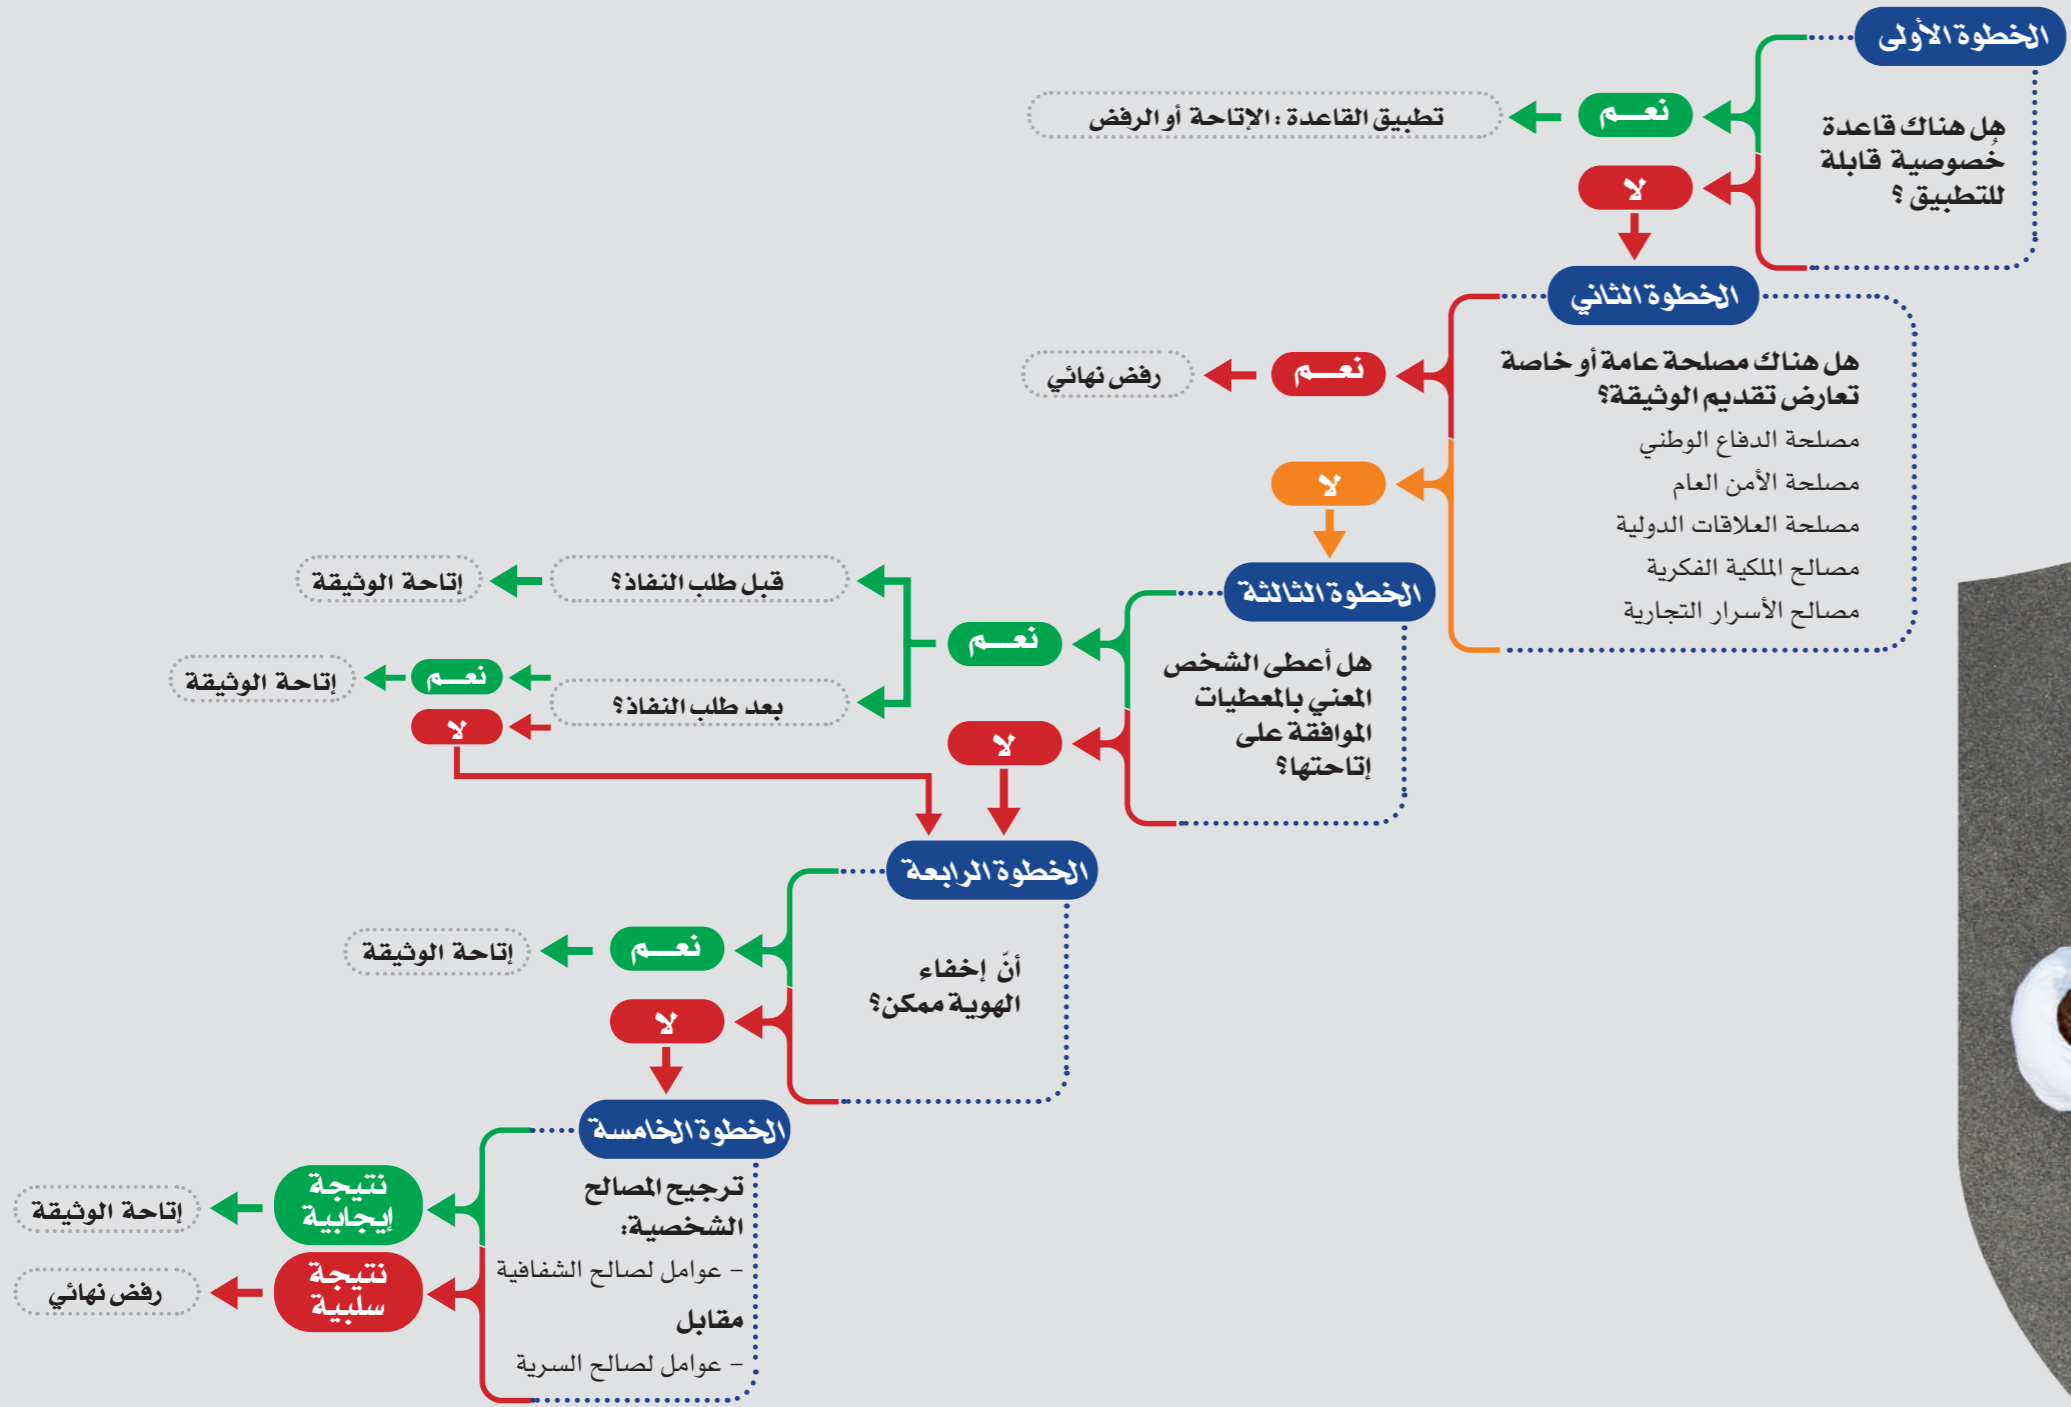 الخطوة الأولى
هل هناك قاعدة
خُصوصية قابلة
للتطبيق ؟
نعـــم
تطبيق القاعدة : الإتاحة أو الرفض
لا
الخطوة الثاني
هل هناك مصلحة عامة أو خاصة
تعارض تقديم الوثيقة؟
مصلحة الدفاع الوطني
مصلحة الأمن العام
مصلحة العلاقات الدولية
مصالح الملكية الفكرية
مصالح الأسرار التجارية
نعـــم
رفض نهائي
لا
الخطوة الثالثة
هل أعطى الشخص
المعني بالمعطيات
الموافقة على
إتاحتها؟
نعـــم
قبل طلب النفاذ؟
إتاحة الوثيقة
بعد طلب النفاذ؟
نعـــم
إتاحة الوثيقة
لا
لا
الخطوة الرابعة
أنّ إخفاء
الهوية ممكن؟
نعـــم
إتاحة الوثيقة
لا
الخطوة الخامسة
ترجيح المصالح
الشخصية:
– عوامل لصالح الشفافية
مقابل
– عوامل لصالح السرية
نتيجة
إيجابية
إتاحة الوثيقة
نتيجة
سلبية
رفض نهائي